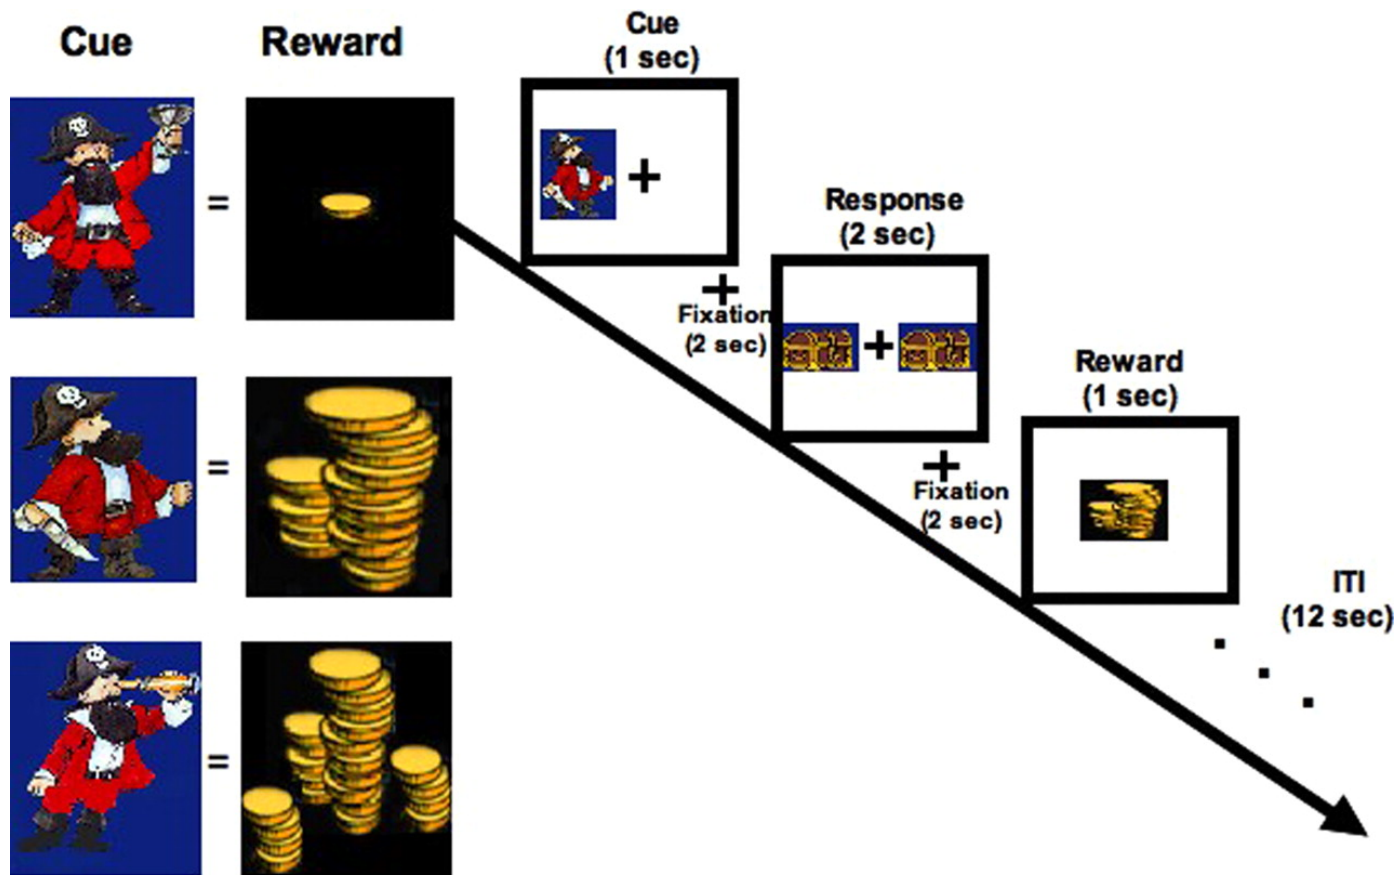 Cue
Reward
=
=
=
Cue
(1 sec)
+
+
Fixation
(2 sec)
Response
(2 sec)
+
+
Fixation
(2 sec)
Reward
(1 sec)
ITI
(12 sec)